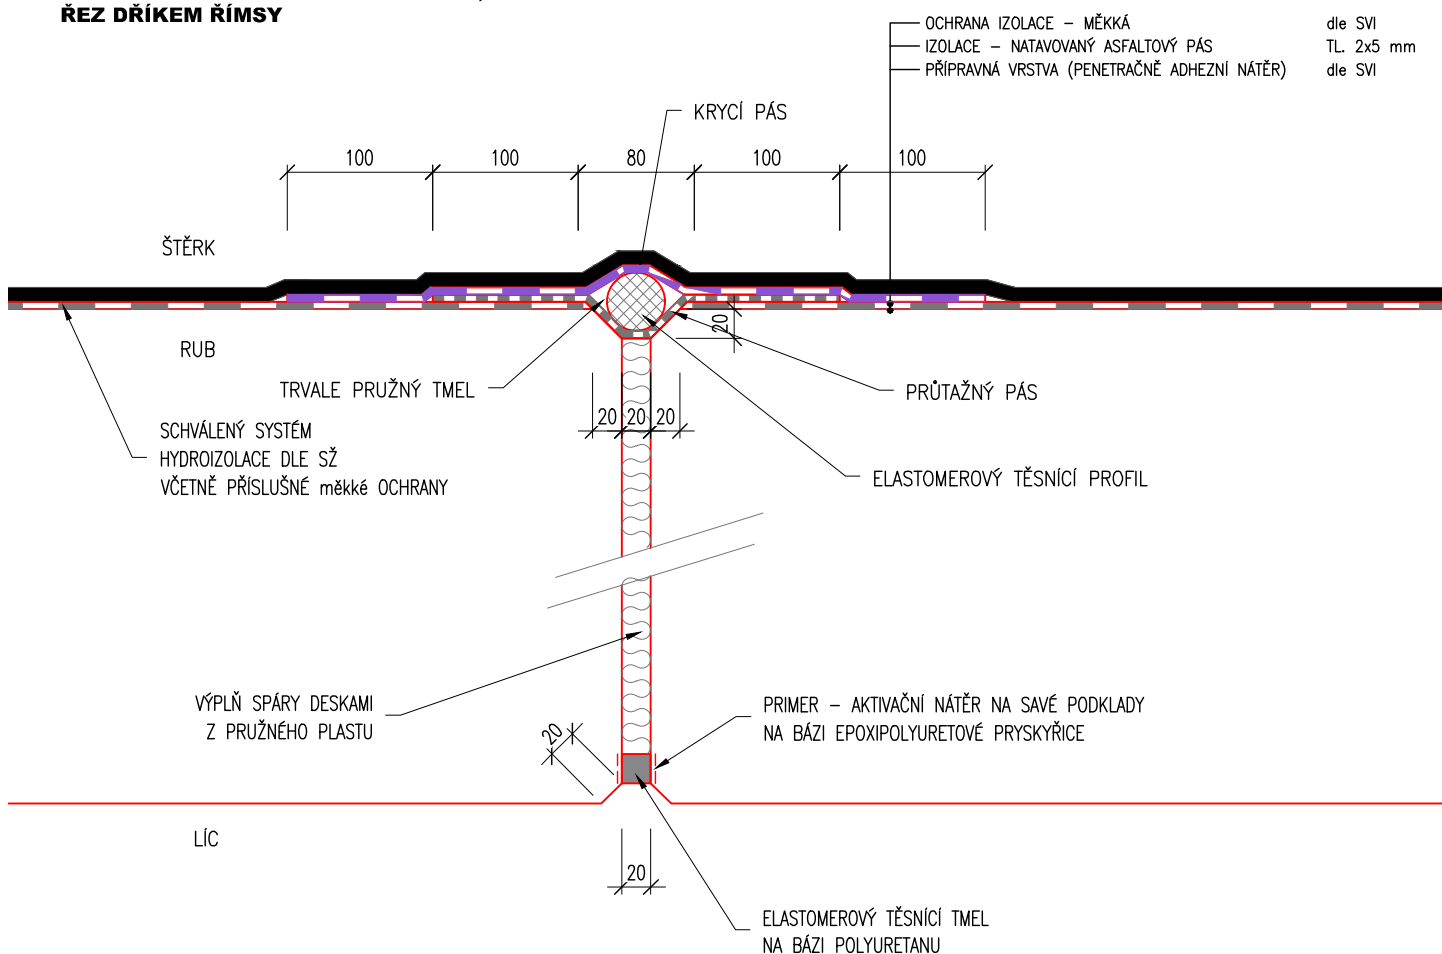 ŘEZ DŘÍKEM ŘÍMSY
OCHRANA IZOLACE – MĚKKÁ dle SVI
IZOLACE – NATAVOVANÝ ASFALTOVÝ PÁS TL. 2x5 mm
PŘÍPRAVNÁ VRSTVA (PENETRAČNĚ ADHEZNÍ NÁTĚR) dle SVI
KRYCÍ PÁS
100 100 80 100 100
ŠTĚRK
20
RUB
TRVALE PRUŽNÝ TMEL
PRŮTAŽNÝ PÁS
20 20 20
SCHVÁLENÝ SYSTÉM
HYDROIZOLACE DLE SŽ
VČETNĚ PŘÍSLUŠNÉ měkké OCHRANY
ELASTOMEROVÝ TĚSNÍCÍ PROFIL
VÝPLŇ SPÁRY DESKAMI
Z PRUŽNÉHO PLASTU
20
PRIMER – AKTIVAČNÍ NÁTĚR NA SAVÉ PODKLADY
NA BÁZI EPOXIPOLYURETOVÉ PRYSKYŘICE
LÍC
20
ELASTOMEROVÝ TĚSNÍCÍ TMEL
NA BÁZI POLYURETANU